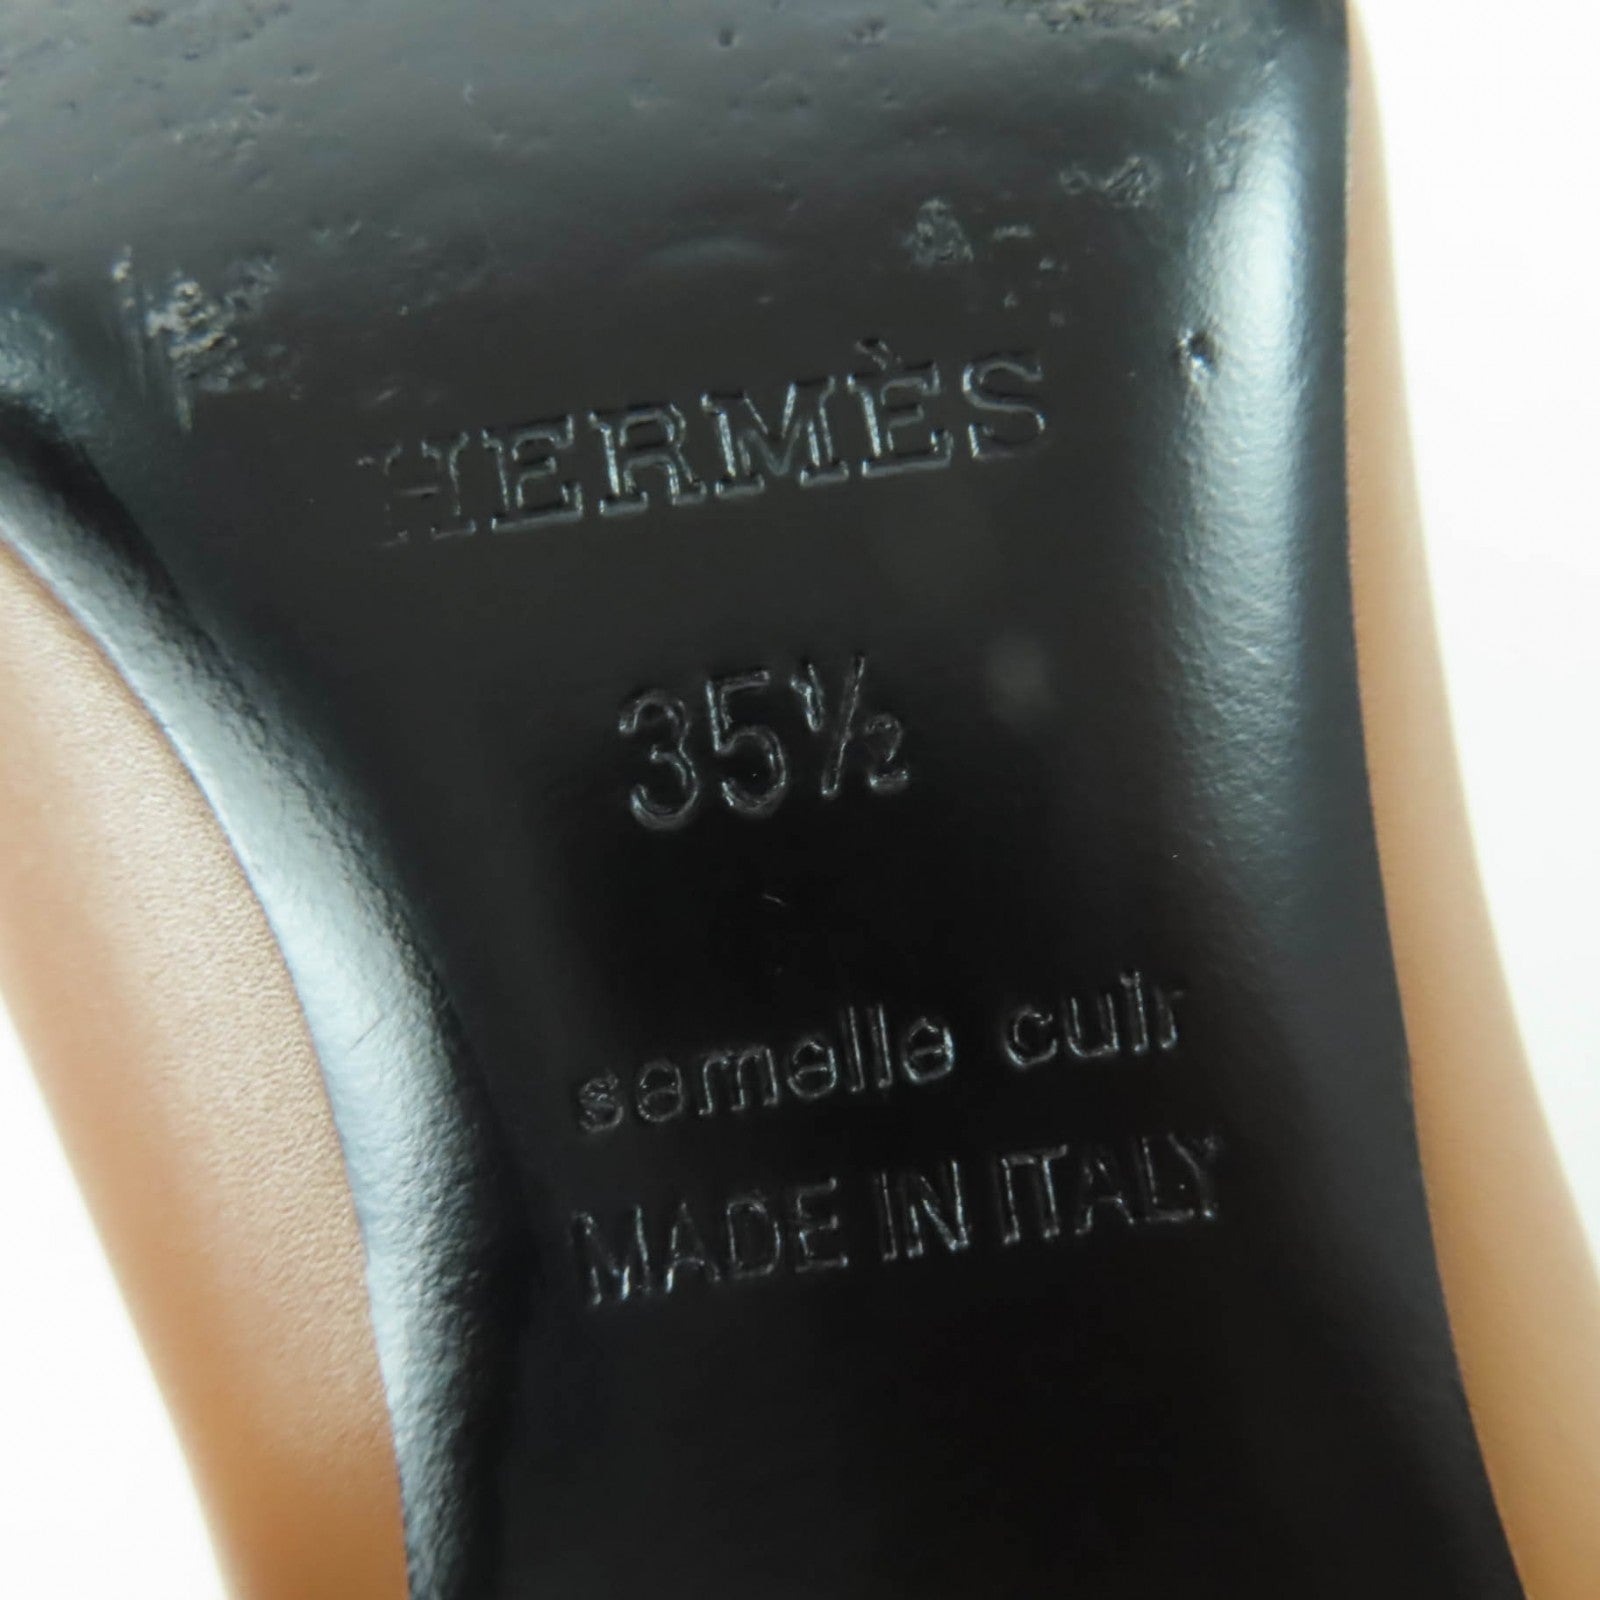 HERMÈS
35½
semelle cuir
MADE IN ITALY